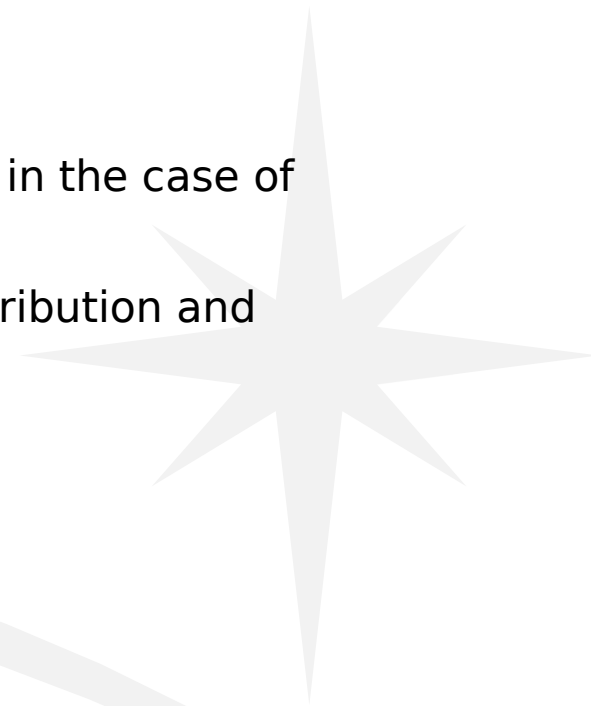 in the case of
ribution and